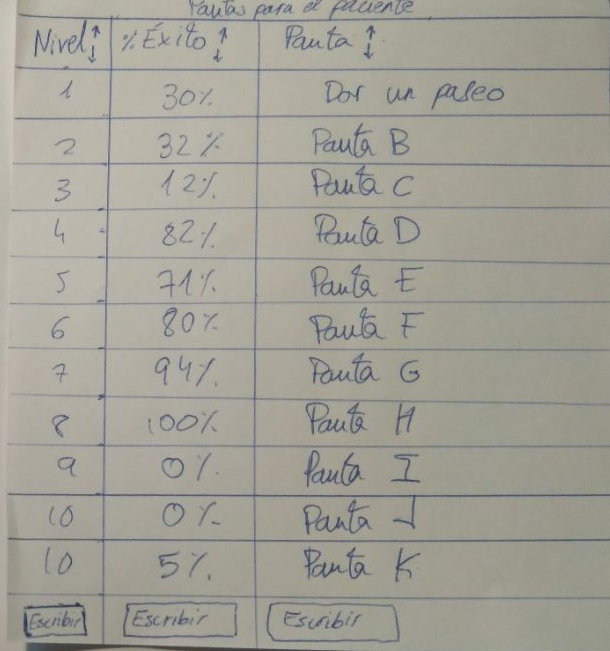 Pautas para el paciente
Nivel ↑↓ % Éxito ↑↓ Pauta ↑↓
1 30% Dar un paseo
2 32% Pauta B
3 12% Pauta C
4 82% Pauta D
5 71% Pauta E
6 80% Pauta F
7 94% Pauta G
8 100% Pauta H
9 0% Pauta I
10 0% Pauta J
10 5% Pauta K
Escribir Escribir Escribir